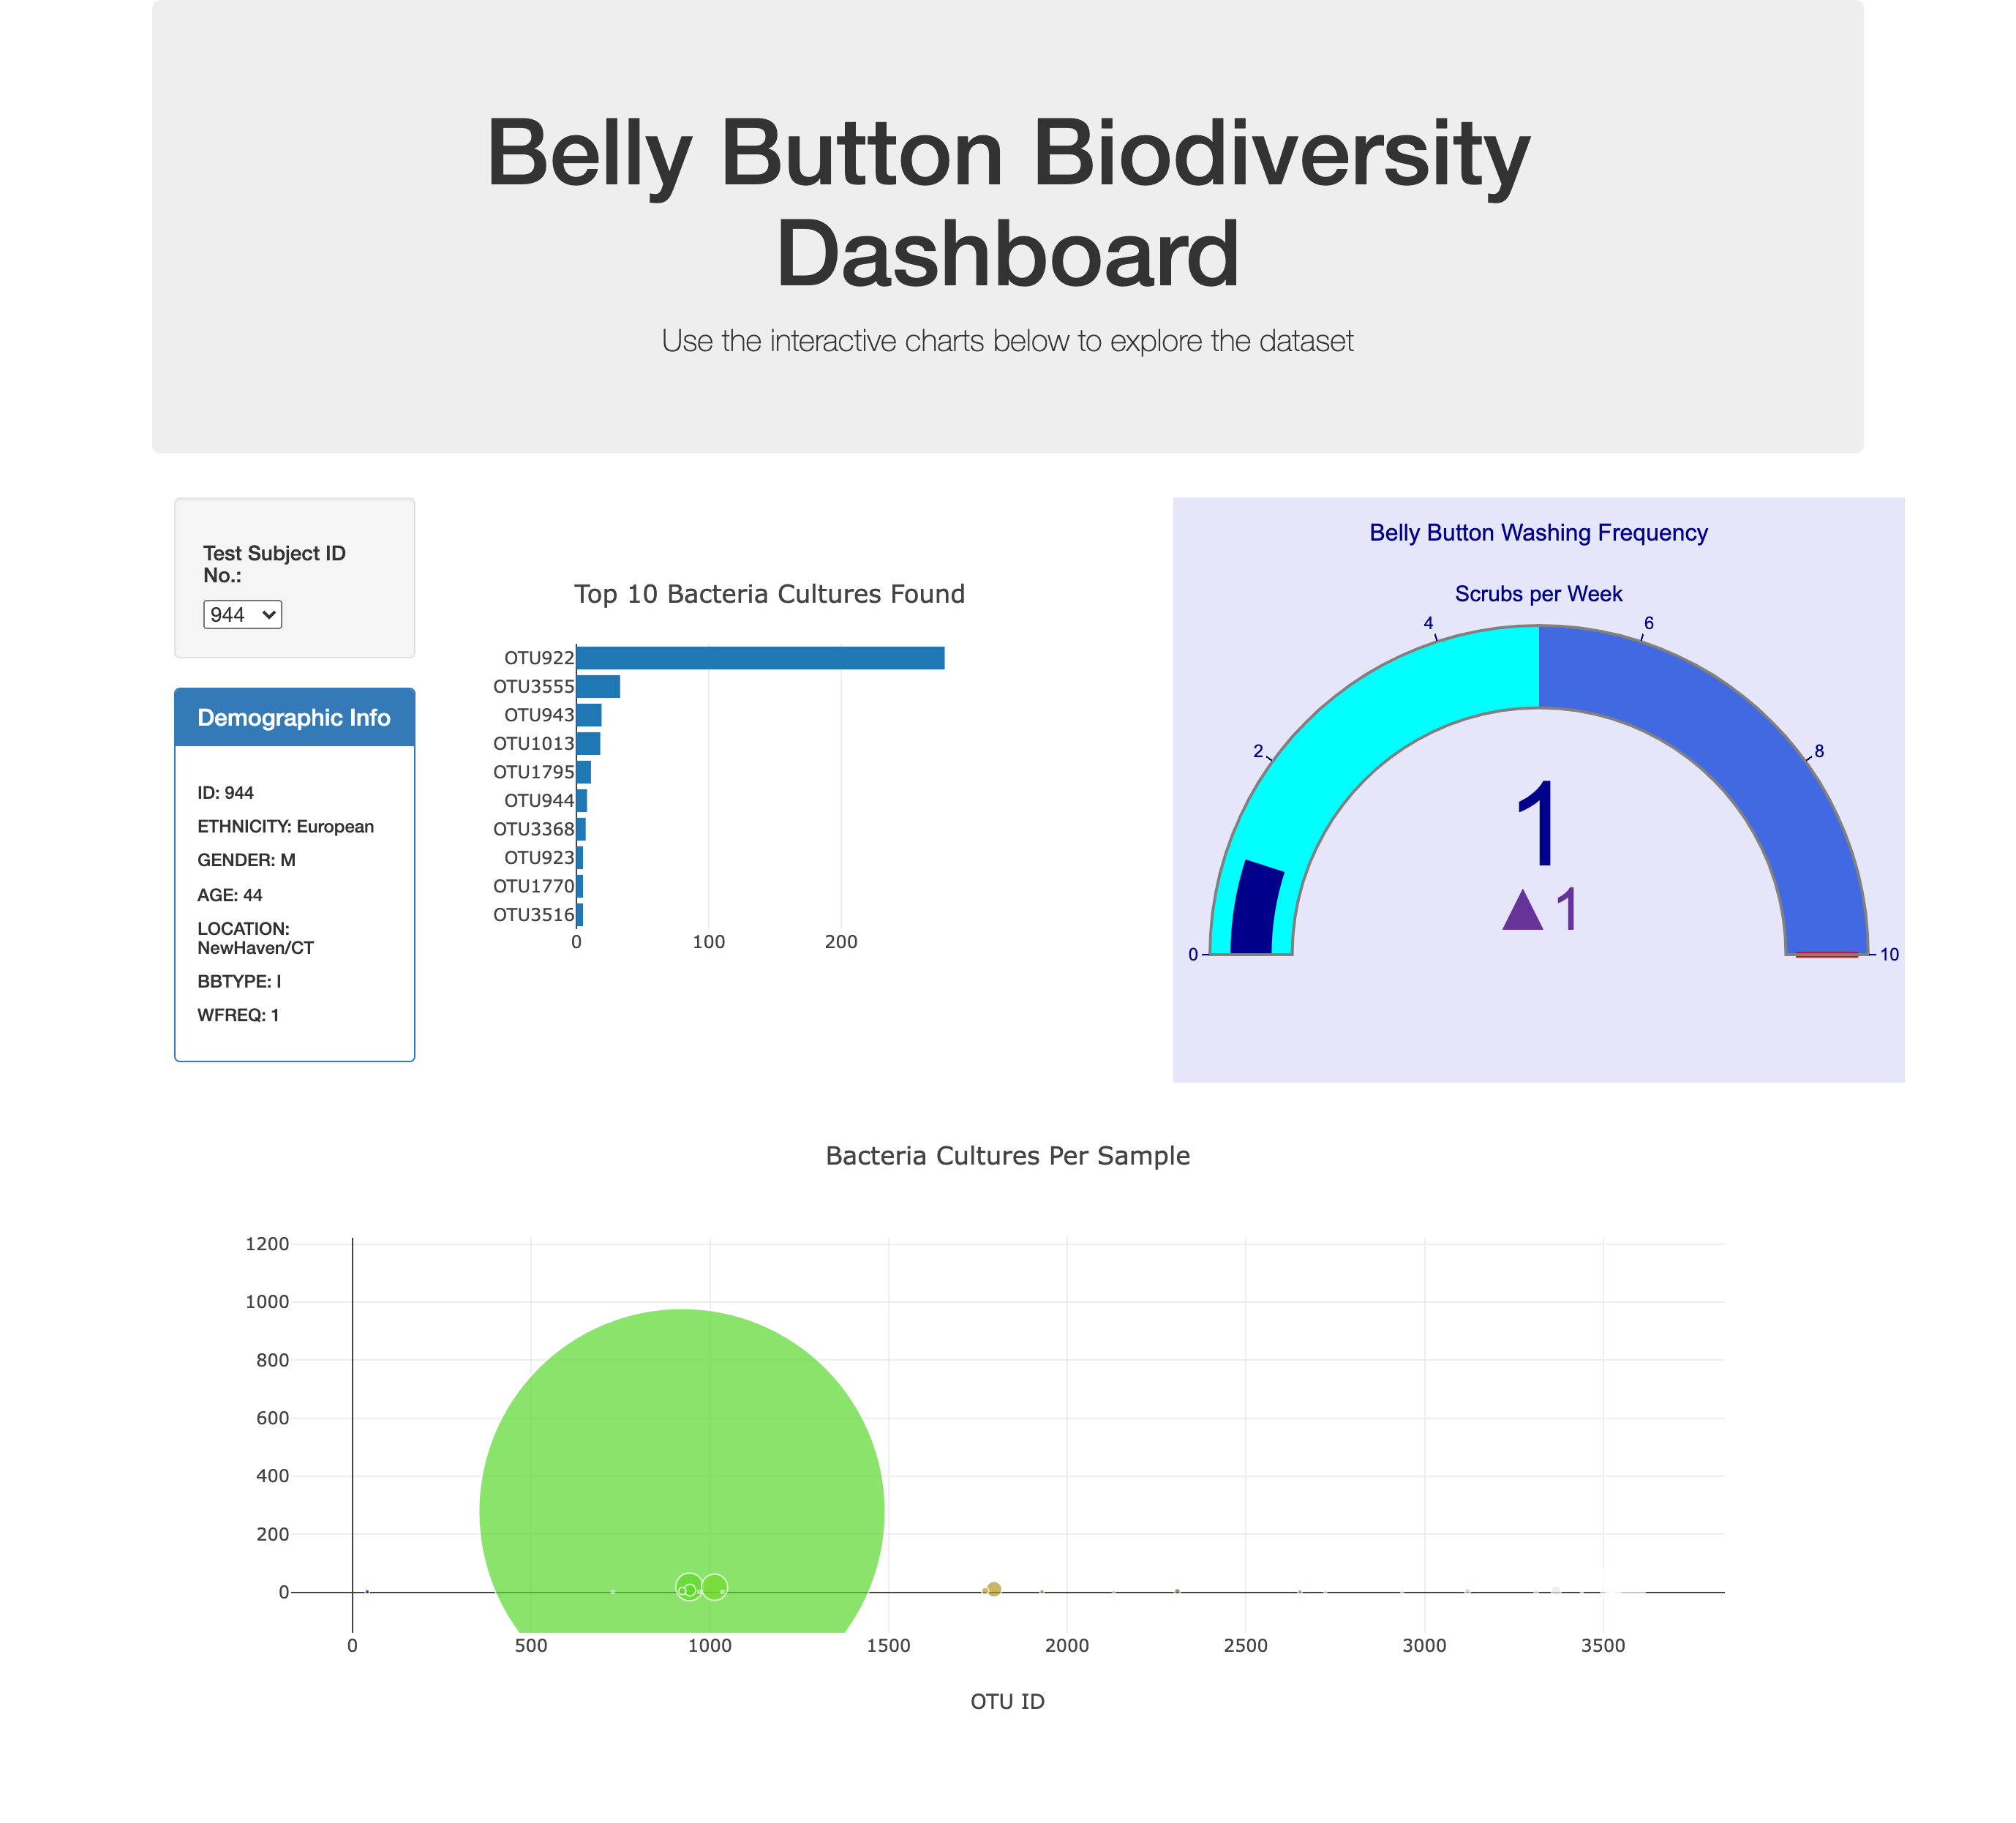 Belly Button Biodiversity
Dashboard
Use the interactive charts below to explore the dataset
Test Subject ID
No.:
944
Demographic Info
ID: 944
ETHNICITY: European
GENDER: M
AGE: 44
LOCATION:
NewHaven/CT
BBTYPE: I
WFREQ: 1
Top 10 Bacteria Cultures Found
OTU922
OTU3555
OTU943
OTU1013
OTU1795
OTU944
OTU3368
OTU923
OTU1770
OTU3516
0 100 200
Belly Button Washing Frequency
Scrubs per Week
0 2 4 6 8 10
1
▲1
Bacteria Cultures Per Sample
1200
1000
800
600
400
200
0
0 500 1000 1500 2000 2500 3000 3500
OTU ID